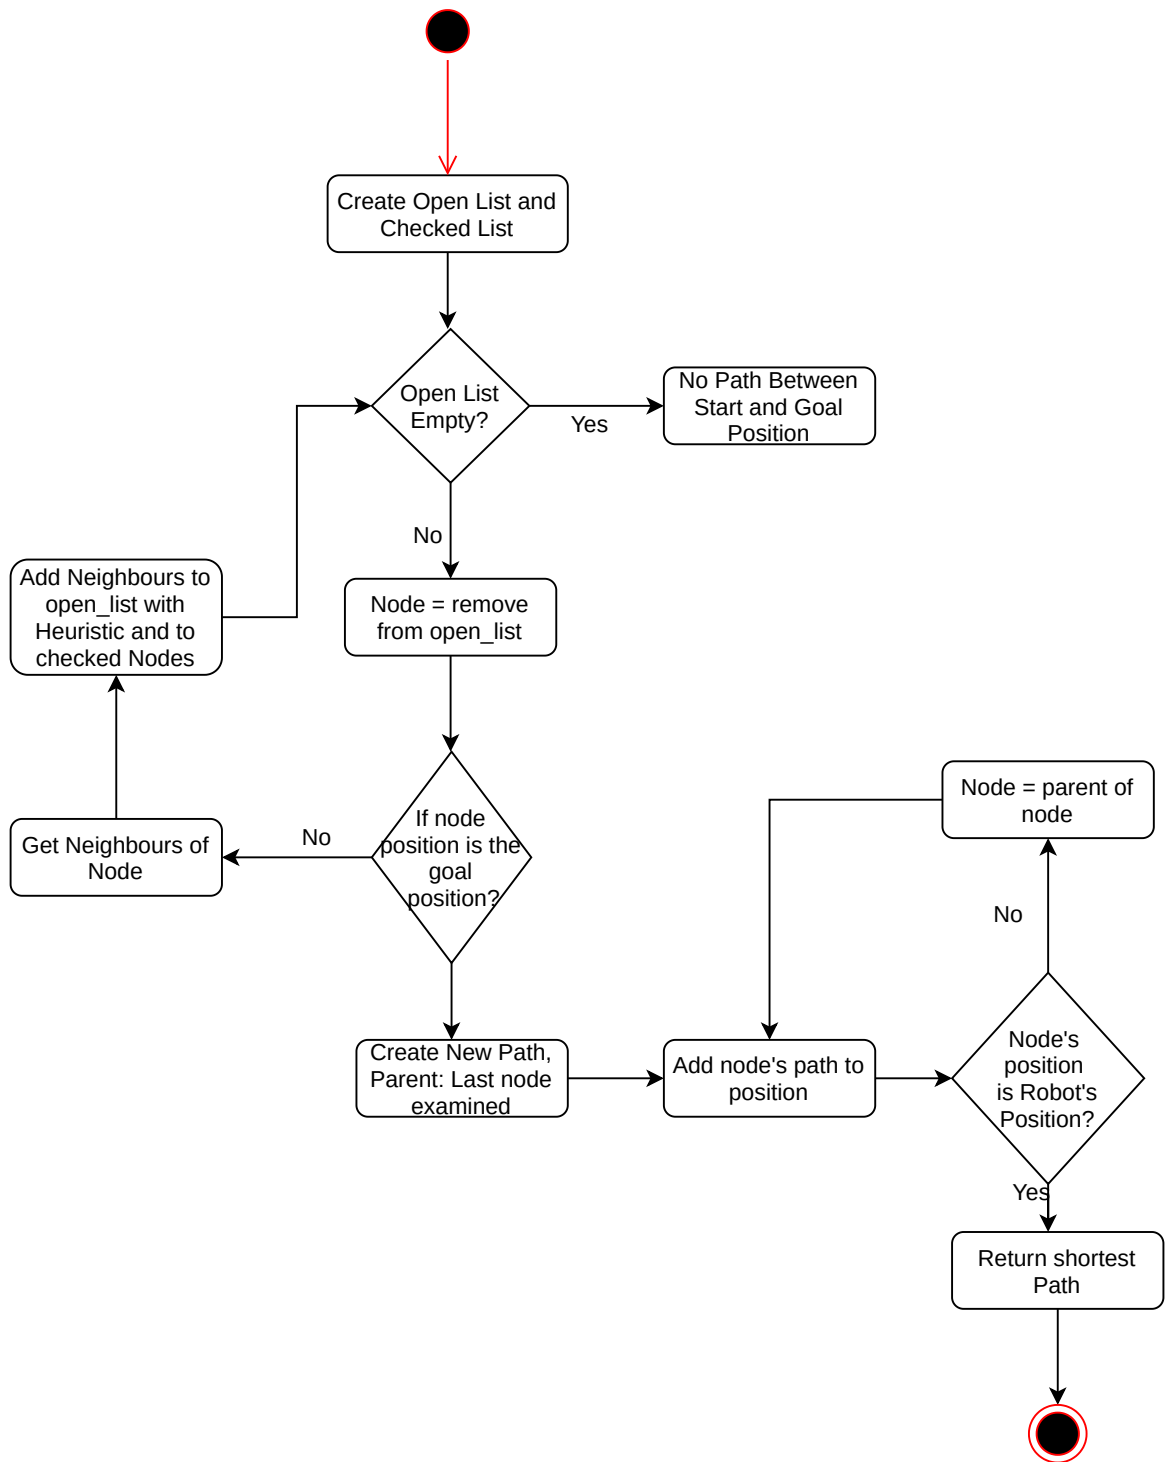 Create Open List and
Checked List
Open List
Empty?
Yes
No Path Between
Start and Goal
Position
No
Node = remove
from open_list
Add Neighbours to
open_list with
Heuristic and to
checked Nodes
If node
position is the
goal
position?
No
Get Neighbours of
Node
Create New Path,
Parent: Last node
examined
Add node's path to
position
Node = parent of
node
No
Node's
position
is Robot's
Position?
Yes
Return shortest
Path